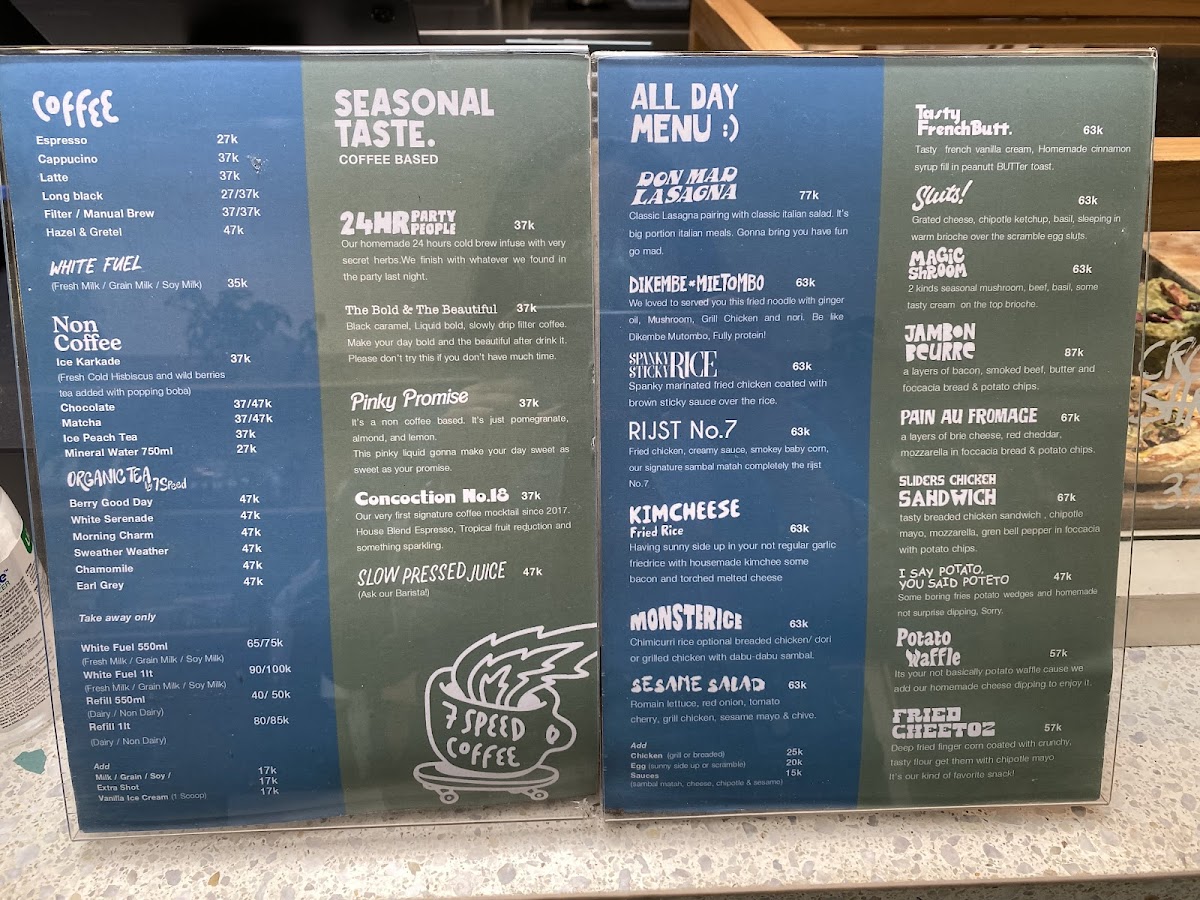 COFFEE
Espresso 27k
Cappucino 37k
Latte 37k
Long black 27/37k
Filter / Manual Brew 37/37k
Hazel & Gretel 47k
WHITE FUEL
(Fresh Milk / Grain Milk / Soy Milk) 35k
Non
Coffee
Ice Karkade 37k
(Fresh Cold Hisbiscus and wild berries
tea added with popping boba)
Chocolate 37/47k
Matcha 37/47k
Ice Peach Tea 37k
Mineral Water 750ml 27k
ORGANIC TEA by 7Speed
Berry Good Day 47k
White Serenade 47k
Morning Charm 47k
Sweather Weather 47k
Chamomile 47k
Earl Grey 47k
Take away only
White Fuel 550ml 65/75k
(Fresh Milk / Grain Milk / Soy Milk)
White Fuel 1lt 90/100k
(Fresh Milk / Grain Milk / Soy Milk)
Refill 550ml 40/ 50k
(Dairy / Non Dairy)
Refill 1lt 80/85k
(Dairy / Non Dairy)
Add
Milk / Grain / Soy / 17k
Extra Shot 17k
Vanilla Ice Cream (1 Scoop) 17k
SEASONAL
TASTE.
COFFEE BASED
24HR PARTY PEOPLE 37k
Our homemade 24 hours cold brew infuse with very
secret herbs.We finish with whatever we found in
the party last night.
The Bold & The Beautiful 37k
Black caramel, Liquid bold, slowly drip filter coffee.
Make your day bold and the beautiful after drink it.
Please don't try this if you don't have much time.
Pinky Promise 37k
It's a non coffee based. It's just pomegranate,
almond, and lemon.
This pinky liquid gonna make your day sweet as
sweet as your promise.
Concoction No.18 37k
Our very first signature coffee mocktail since 2017.
House Blend Espresso, Tropical fruit reduction and
something sparkling.
SLOW PRESSED JUICE 47k
(Ask our Barista!)
7 SPEED
COFFEE
ALL DAY
MENU :)
DON MAD
LASAGNA 77k
Classic Lasagna pairing with classic italian salad. It's
big portion italian meals. Gonna bring you have fun
go mad.
DIKEMBE MIETOMBO 63k
We loved to served you this fried noodle with ginger
oil, Mushroom, Grill Chicken and nori. Be like
Dikembe Mutombo, Fully protein!
SPANKY
STICKY RICE 63k
Spanky marinated fried chicken coated with
brown sticky sauce over the rice.
RIJST No.7 63k
Fried chicken, creamy sauce, smokey baby corn,
our signature sambal matah completely the rijst
No.7
KIMCHEESE
Fried Rice 63k
Having sunny side up in your not regular garlic
friedrice with housemade kimchee some
bacon and torched melted cheese
MONSTERICE 63k
Chimicurri rice optional breaded chicken/ dori
or grilled chicken with dabu-dabu sambal.
SESAME SALAD 63k
Romain lettuce, red onion, tomato
cherry, grill chicken, sesame mayo & chive.
Add
Chicken (grill or breaded) 25k
Egg (sunny side up or scramble) 20k
Sauces 15k
(sambal matah, cheese, chipotle & sesame)
Tasty
FrenchButt. 63k
Tasty french vanilla cream, Homemade cinnamon
syrup fill in peanutt BUTTer toast.
Sluts! 63k
Grated cheese, chipotle ketchup, basil, sleeping in
warm brioche over the scramble egg sluts.
MAGIC
SHROOM 63k
2 kinds seasonal mushroom, beef, basil, some
tasty cream on the top brioche.
JAMBON
BEURRE 87k
a layers of bacon, smoked beef, butter and
foccacia bread & potato chips.
PAIN AU FROMAGE 67k
a layers of brie cheese, red cheddar,
mozzarella in foccacia bread & potato chips.
SLIDERS CHICKEN
SANDWICH 67k
tasty breaded chicken sandwich , chipotle
mayo, mozzarella, gren bell pepper in foccacia
with potato chips.
I SAY POTATO,
YOU SAID POTETO 47k
Some boring fries potato wedges and homemade
not surprise dipping, Sorry.
Potato
Waffle 57k
Its your not basically potato waffle cause we
add our homemade cheese dipping to enjoy it.
FRIED
CHEETOZ 57k
Deep fried finger corn coated with crunchy,
tasty flour get them with chipotle mayo
It's our kind of favorite snack!